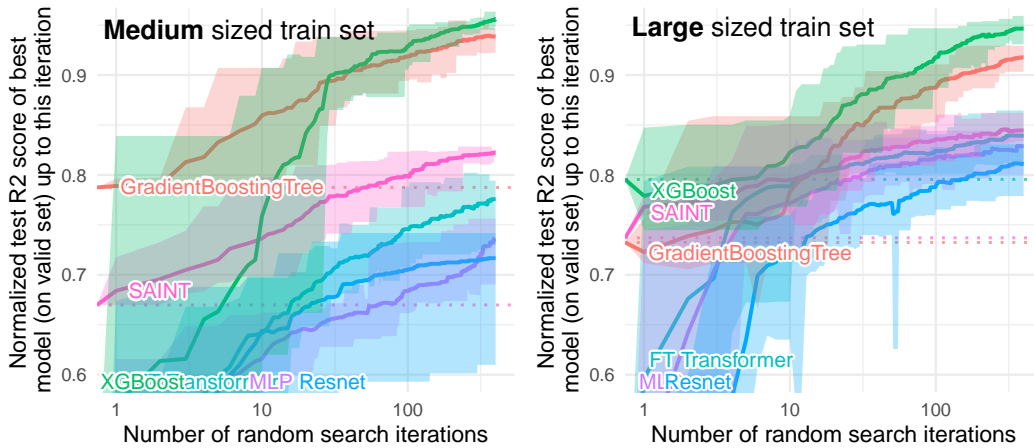 Medium sized train set
Normalized test R2 score of best
model (on valid set) up to this iteration
0.9
0.8
0.7
0.6
GradientBoostingTree
SAINT
XGBoost
MLP
Resnet
1
10
100
Number of random search iterations
Large sized train set
Normalized test R2 score of best
model (on valid set) up to this iteration
0.9
0.8
0.7
0.6
XGBoost
SAINT
GradientBoostingTree
FT Transformer
Resnet
1
10
100
Number of random search iterations